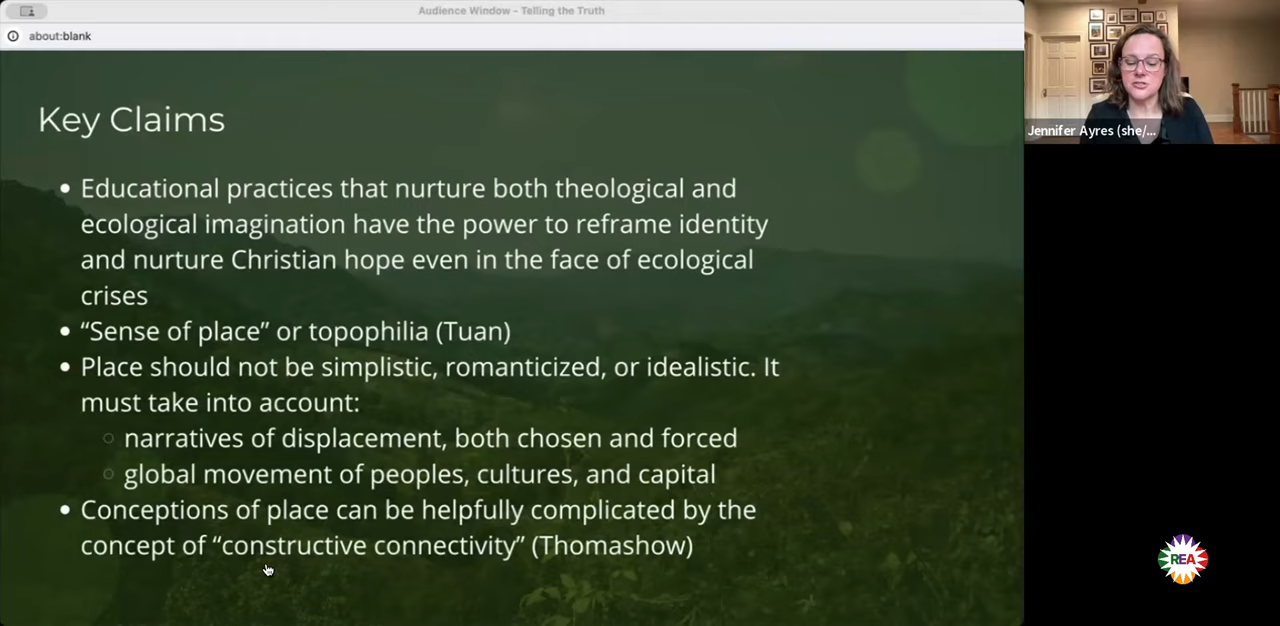 Audience Window - Telling the Truth
about:blank
Key Claims
• Educational practices that nurture both theological and
ecological imagination have the power to reframe identity
and nurture Christian hope even in the face of ecological
crises
• “Sense of place” or topophilia (Tuan)
• Place should not be simplistic, romanticized, or idealistic. It
must take into account:
○ narratives of displacement, both chosen and forced
○ global movement of peoples, cultures, and capital
• Conceptions of place can be helpfully complicated by the
concept of “constructive connectivity” (Thomashow)
Jennifer Ayres (she/...
REA